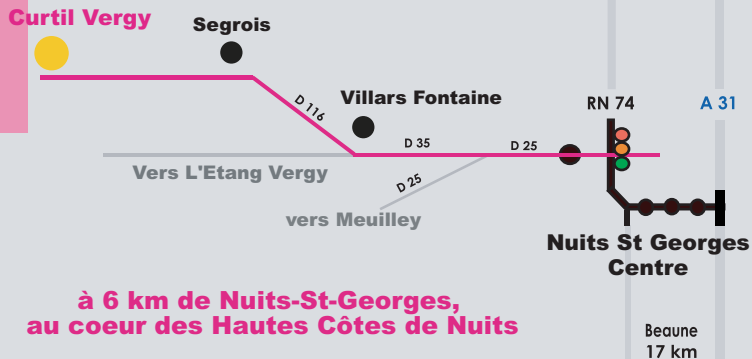 Curtil Vergy
Segrois
Villars Fontaine
RN 74
A 31
D 116
D 35
D 25
Vers L'Etang Vergy
D 25
vers Meuilley
Nuits St Georges
Centre
à 6 km de Nuits-St-Georges,
au coeur des Hautes Côtes de Nuits
Beaune
17 km